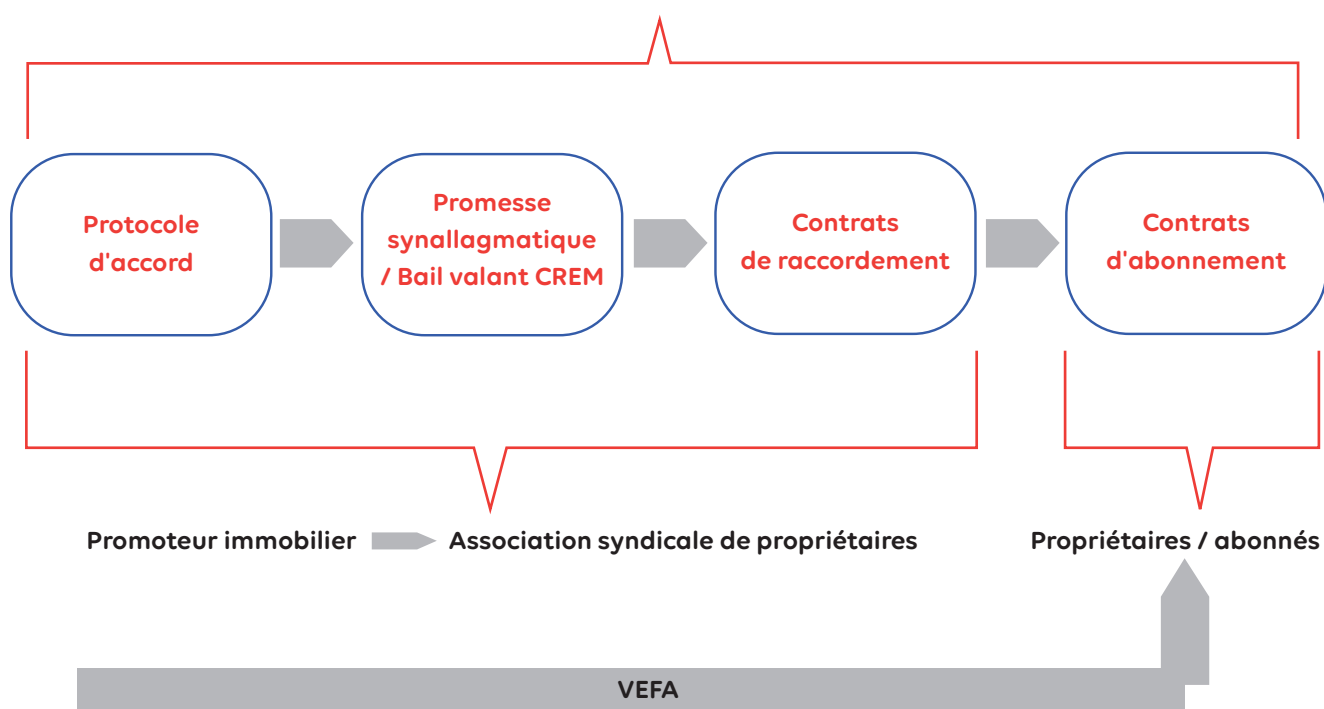 Protocole
d'accord
Promesse
synallagmatique
/ Bail valant CREM
Contrats
de raccordement
Contrats
d'abonnement
Promoteur immobilier
Association syndicale de propriétaires
Propriétaires / abonnés
VEFA